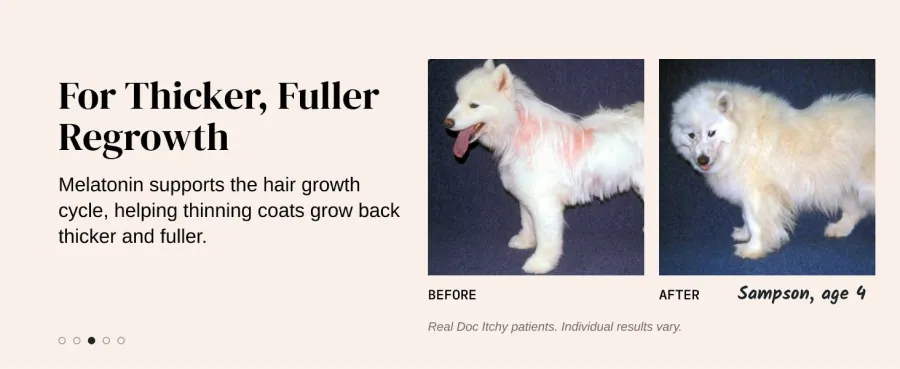 For Thicker, Fuller
Regrowth
Melatonin supports the hair growth
cycle, helping thinning coats grow back
thicker and fuller.
BEFORE
AFTER
Sampson, age 4
Real Doc Itchy patients. Individual results vary.